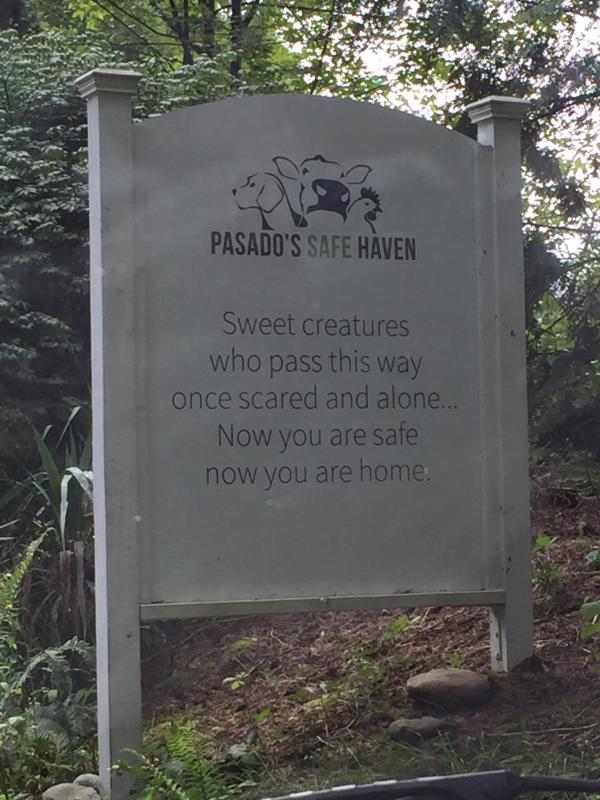 PASADO'S SAFE HAVEN
Sweet creatures
who pass this way
once scared and alone...
Now you are safe
now you are home.